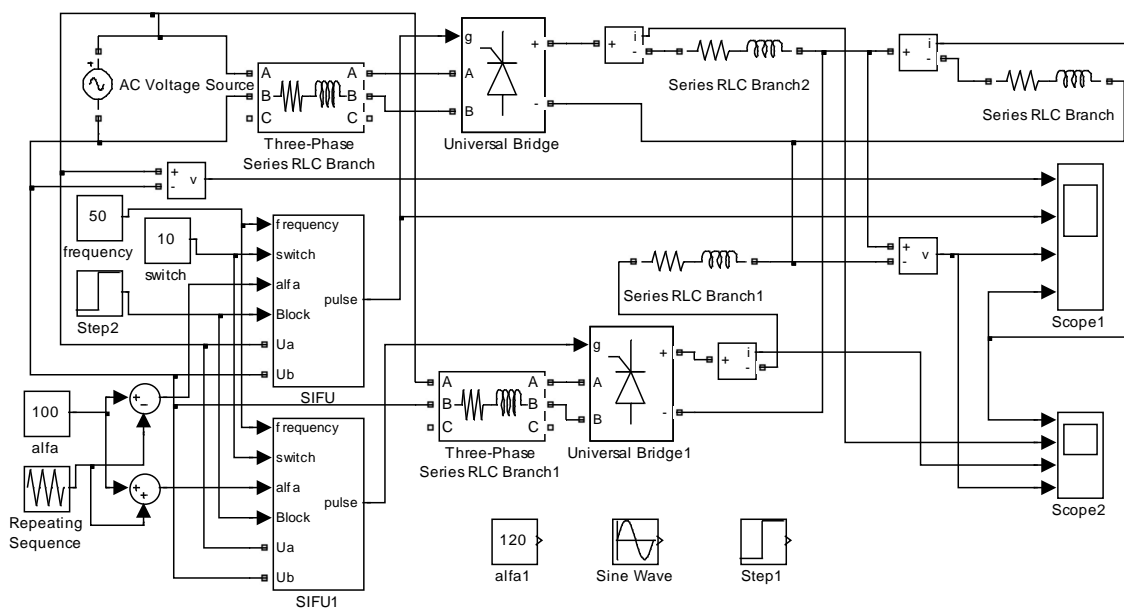 AC Voltage Source
A
B
C
A
B
C
Three-Phase
Series RLC Branch
g
A
B
+
-
Universal Bridge
+
i
-
Series RLC Branch2
+
i
-
Series RLC Branch
+
-
v
50
frequency
10
switch
Step2
frequency
switch
alfa
Block
Ua
Ub
pulse
SIFU
Series RLC Branch1
+
-
v
Scope1
100
alfa
Repeating
Sequence
+
-
+
+
frequency
switch
alfa
Block
Ua
Ub
pulse
SIFU1
A
B
C
A
B
C
Three-Phase
Series RLC Branch1
g
A
B
+
-
Universal Bridge1
+
i
-
Scope2
120
alfa1
Sine Wave
Step1